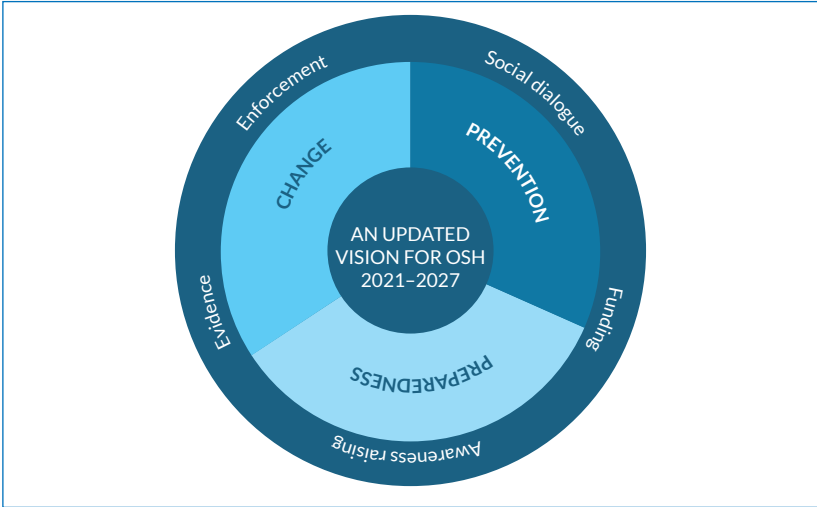 Enforcement
Social dialogue
CHANGE
PREVENTION
AN UPDATED
VISION FOR OSH
2021–2027
Evidence
Funding
PREPAREDNESS
Awareness raising